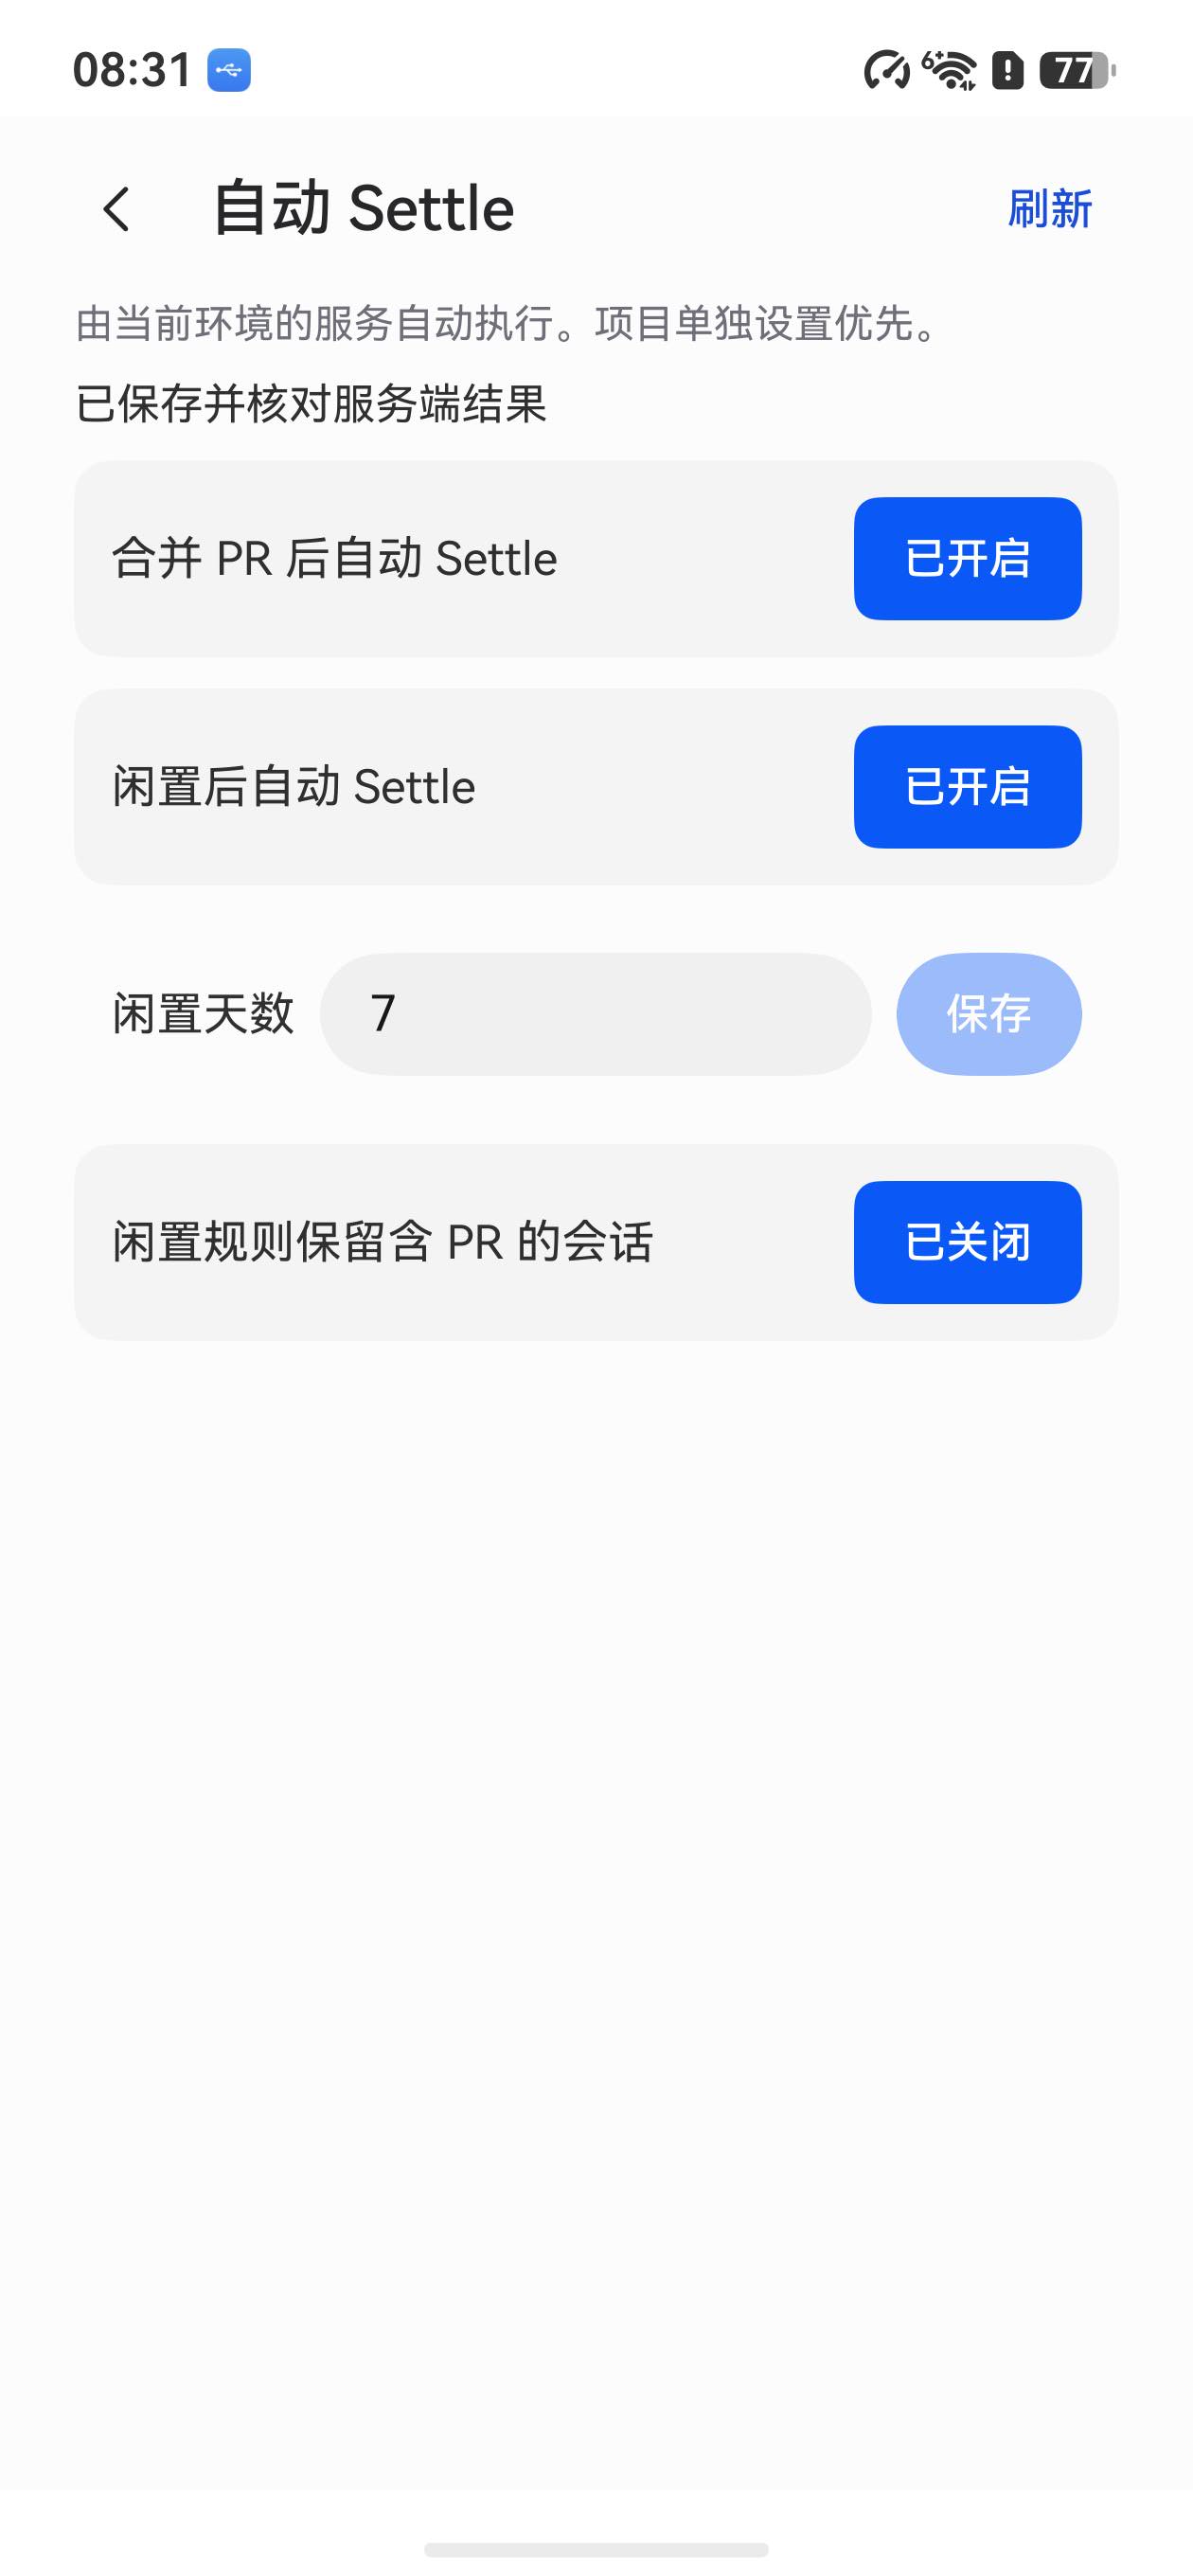 08:31
6+
77
自动 Settle
刷新
由当前环境的服务自动执行。项目单独设置优先。
已保存并核对服务端结果
合并 PR 后自动 Settle
已开启
闲置后自动 Settle
已开启
闲置天数
7
保存
闲置规则保留含 PR 的会话
已关闭